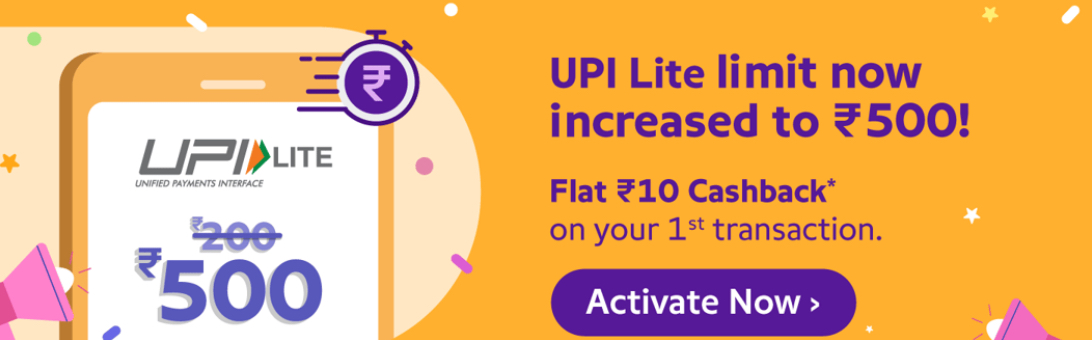 UPI LITE
UNIFIED PAYMENTS INTERFACE
₹200
₹500
₹
UPI Lite limit now
increased to ₹500!
Flat ₹10 Cashback*
on your 1st transaction.
Activate Now ›